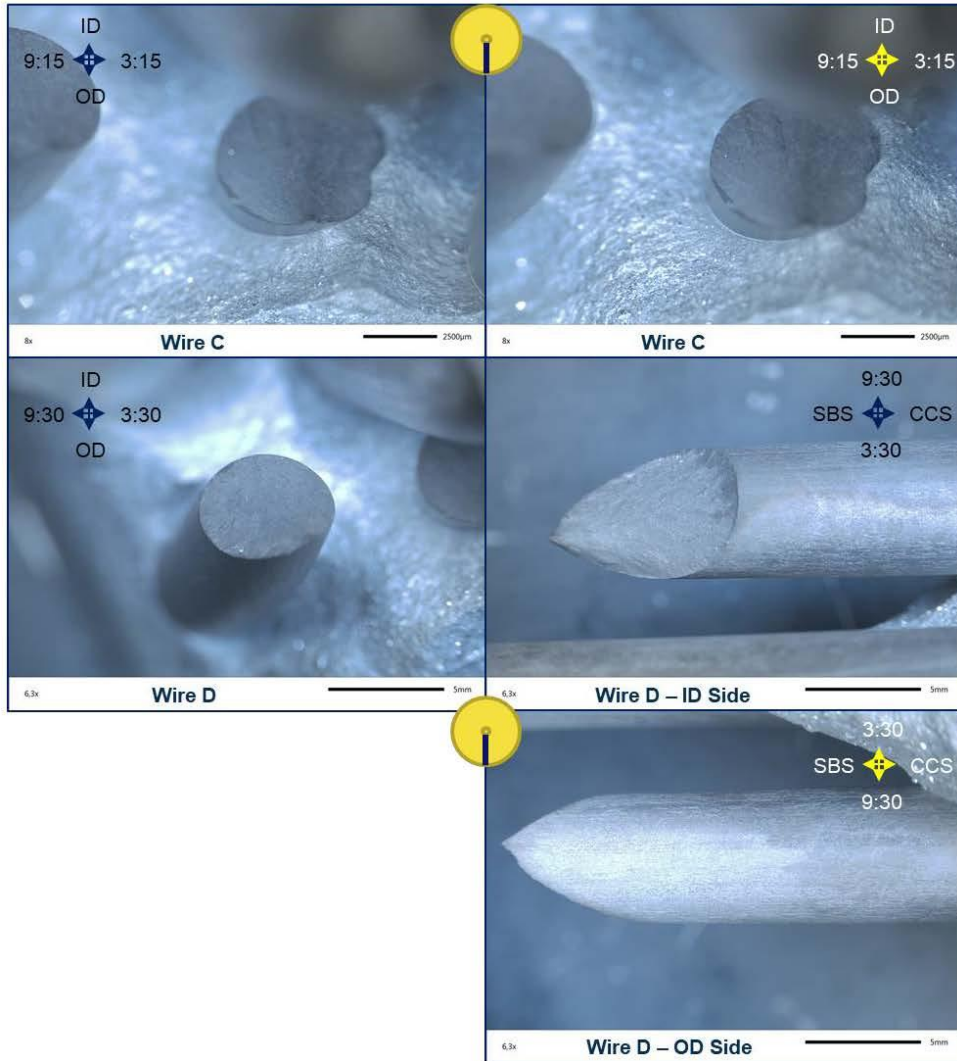 ID
9:15 3:15
OD
8x Wire C 2500µm
ID
9:15 3:15
OD
Wire C 2500µm
ID
9:30 3:30
OD
6,3x Wire D 5mm
9:30
SBS CCS
3:30
6,3x Wire D – ID Side 5mm
3:30
SBS CCS
9:30
6,3x Wire D – OD Side 5mm